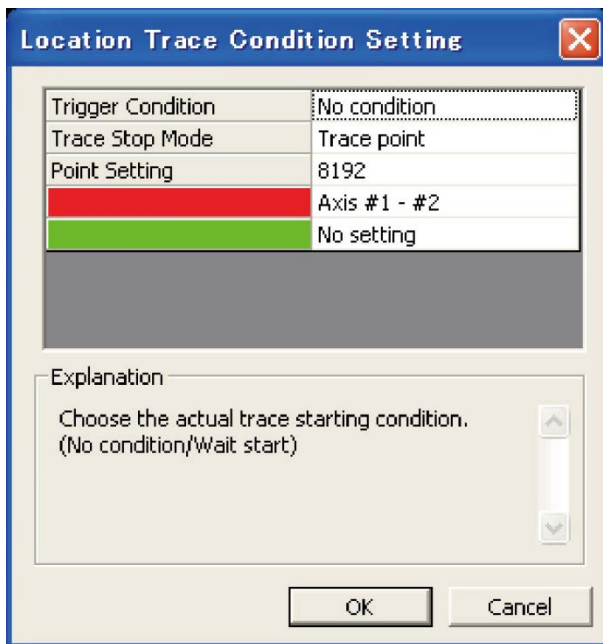 Location Trace Condition Setting
Trigger Condition No condition
Trace Stop Mode Trace point
Point Setting 8192
Axis #1 - #2
No setting
Explanation
Choose the actual trace starting condition.
(No condition/Wait start)
OK Cancel